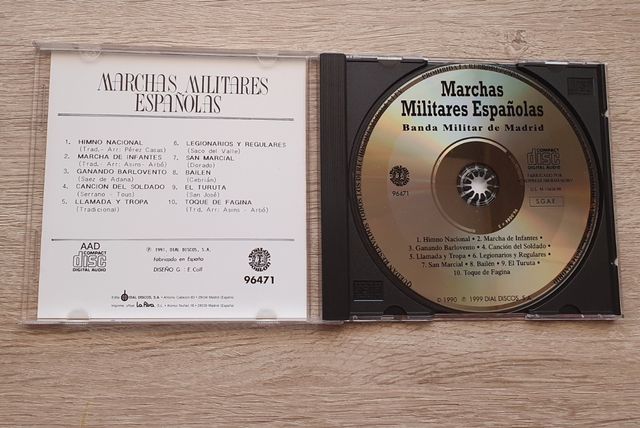 MARCHAS MILITARES
ESPAÑOLAS
1. HIMNO NACIONAL
(Trad.- Arr: Pérez Casas)
2. MARCHA DE INFANTES
(Trad.- Arr: Asins - Arbó)
3. GANANDO BARLOVENTO
(Saez de Adana)
4. CANCION DEL SOLDADO
(Serrano - Tous)
5. LLAMADA Y TROPA
(Tradicional)
6. LEGIONARIOS Y REGULARES
(Saco del Valle)
7. SAN MARCIAL
(Dorado)
8. BAILEN
(Cebrián)
9. EL TURUTA
(San José)
10. TOQUE DE FAGINA
(Trd. Arr: Asins - Arbó)
AAD
COMPACT
disc
DIGITAL AUDIO
℗ 1991, DIAL DISCOS, S.A.
Fabricado en España
DISEÑO G : E.Coll
96471
DIAL DISCOS, S.A.
Marchas
Militares Españolas
Banda Militar de Madrid
96471
COMPACT
disc
DIGITAL AUDIO
S.G.A.E.
1. Himno Nacional • 2. Marcha de Infantes •
3. Ganando Barlovento • 4. Canción del Soldado •
5. Llamada y Tropa • 6. Legionarios y Regulares
• 7. San Marcial • 8. Bailén • 9. El Turuta •
10. Toque de Fagina
© 1990 ℗ 1999 DIAL DISCOS, S.A.